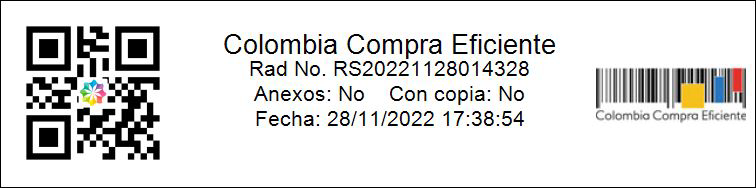 Colombia Compra Eficiente
Rad No. RS20221128014328
Anexos: No    Con copia: No
Fecha: 28/11/2022 17:38:54
Colombia Compra Eficiente